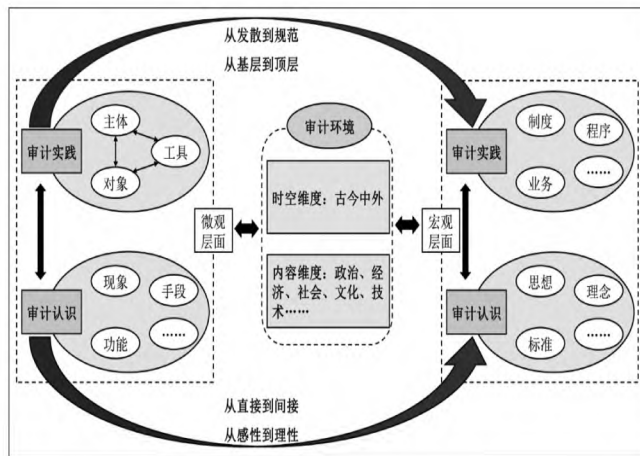 从发散到规范
从基层到顶层
主体
工具
对象
审计实践
审计环境
时空维度：古今中外
内容维度：政治、经
济、社会、文化、技
术……
微观
层面
宏观
层面
制度
程序
业务
……
审计实践
现象
手段
功能
……
审计认识
思想
理念
标准
……
审计认识
从直接到间接
从感性到理性